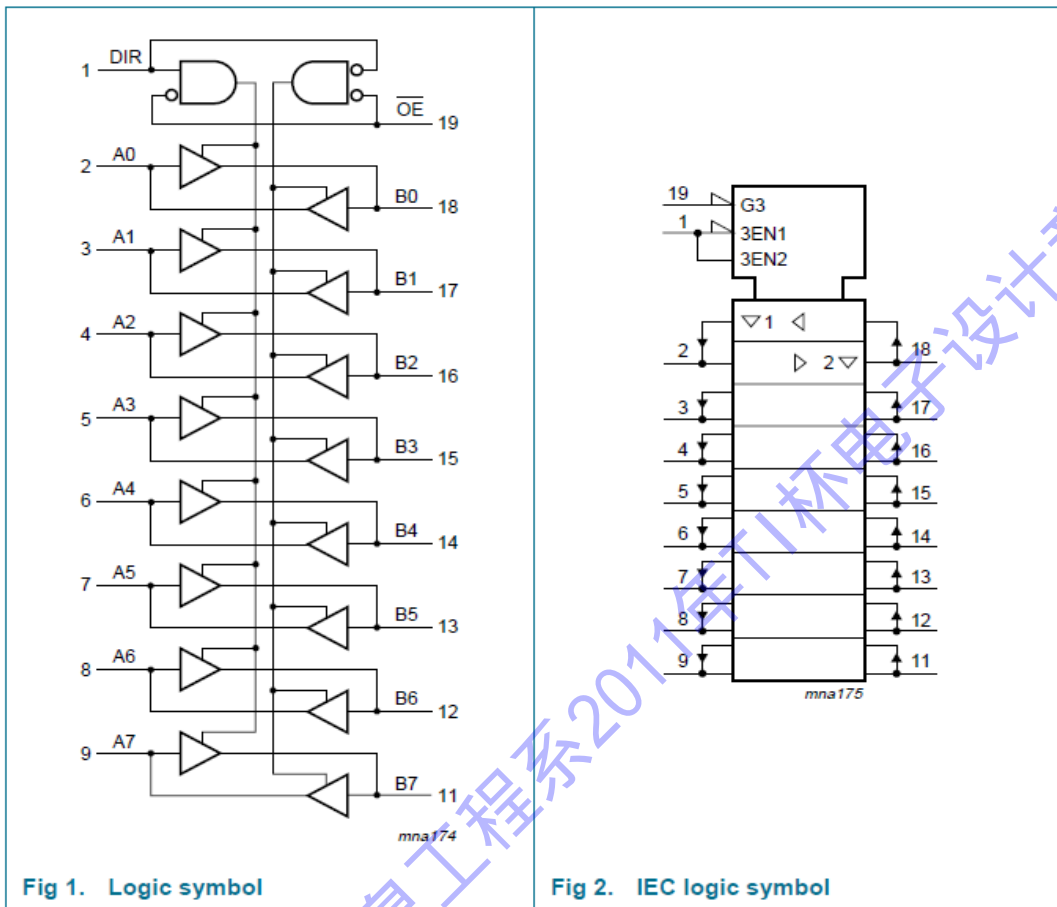 DIR
1
OE
19
2 A0
B0 18
3 A1
B1 17
4 A2
B2 16
5 A3
B3 15
6 A4
B4 14
7 A5
B5 13
8 A6
B6 12
9 A7
B7 11
mna174
Fig 1. Logic symbol
19
G3
1
3EN1
3EN2
1
2
18
2
3
17
4
16
5
15
6
14
7
13
8
12
9
11
mna175
Fig 2. IEC logic symbol
工程系2011年TI杯电子设计